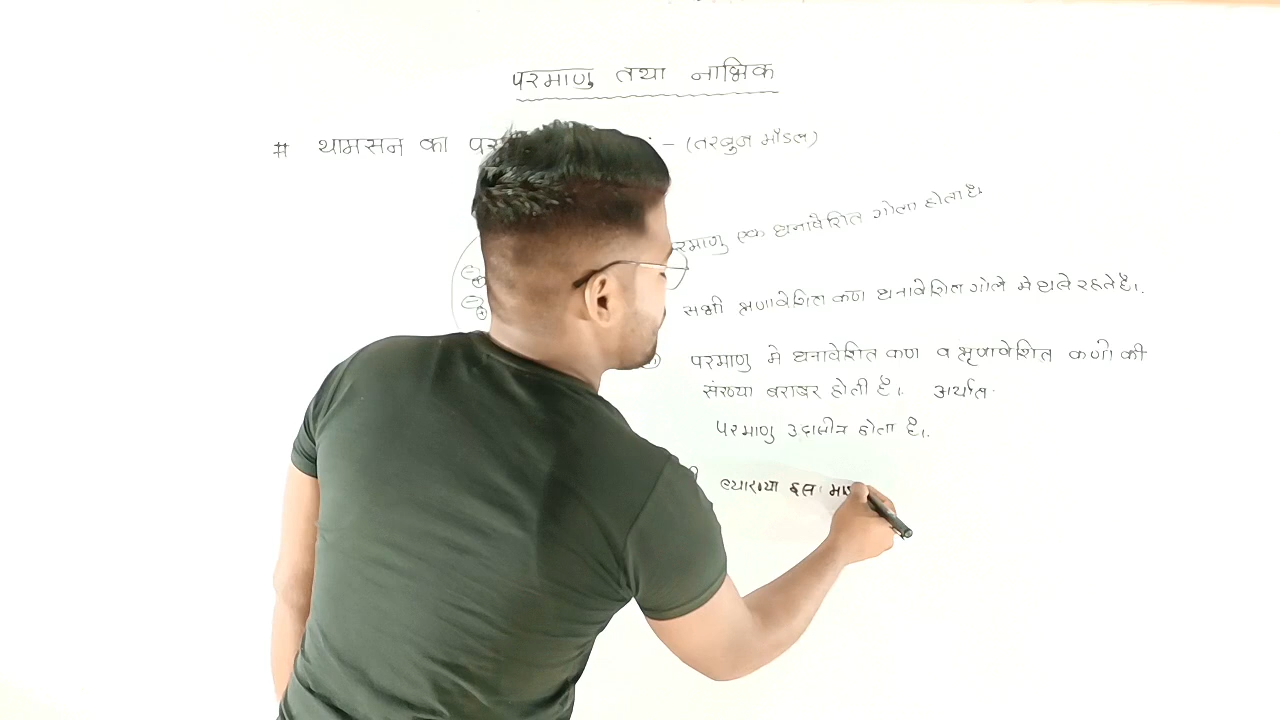 परमाणु तथा नाभिक
# थामसन का :- (तरबुज मॉडल)
एक धनावेशित गोला होता है।
सभी ऋणावेशित कण धनावेशित गोले मे धसे रहते है।
परमाणु मे धनावेशित कण व ऋणावेशित कणो की
संख्या बराबर होती है। अर्थात
परमाणु उदासीन होता है।
व्याख्या इस